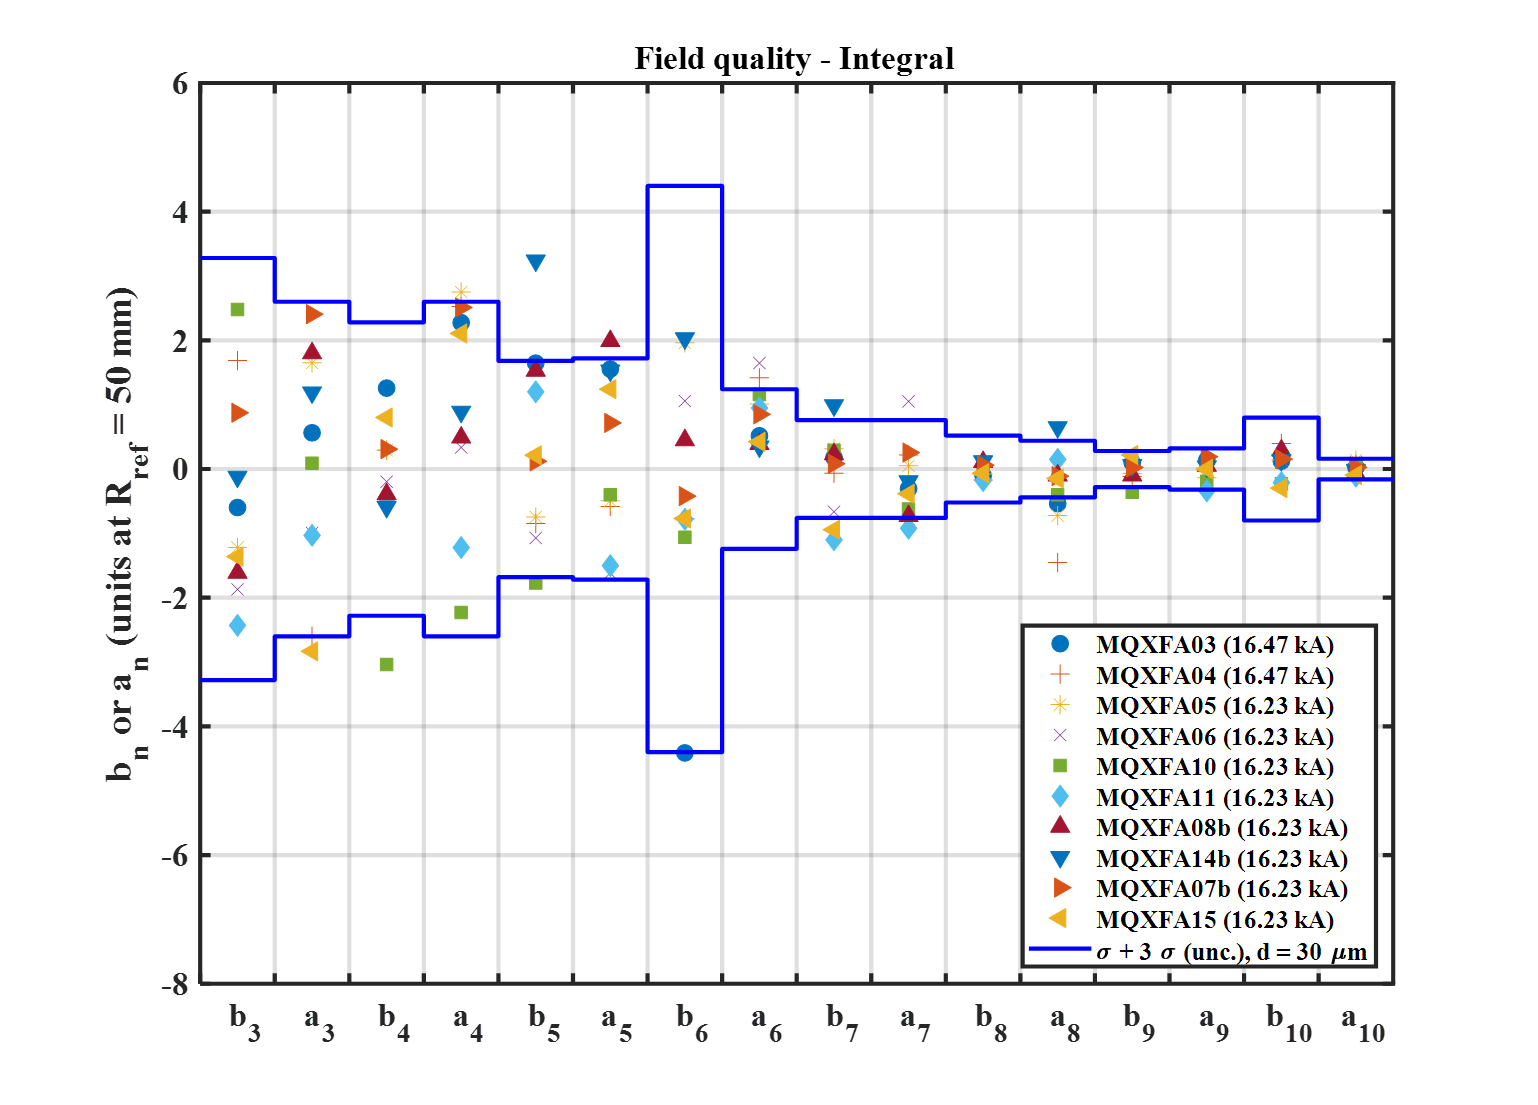 Field quality - Integral
6
4
2
0
-2
-4
-6
-8
bn or an (units at Rref = 50 mm)
b3 a3 b4 a4 b5 a5 b6 a6 b7 a7 b8 a8 b9 a9 b10 a10
MQXFA03 (16.47 kA)
MQXFA04 (16.47 kA)
MQXFA05 (16.23 kA)
MQXFA06 (16.23 kA)
MQXFA10 (16.23 kA)
MQXFA11 (16.23 kA)
MQXFA08b (16.23 kA)
MQXFA14b (16.23 kA)
MQXFA07b (16.23 kA)
MQXFA15 (16.23 kA)
σ + 3 σ (unc.), d = 30 μm